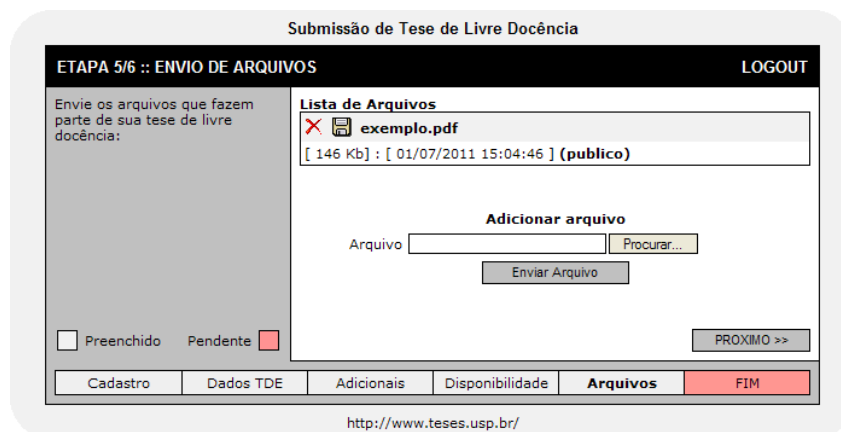 Submissão de Tese de Livre Docência
ETAPA 5/6 :: ENVIO DE ARQUIVOS LOGOUT
Envie os arquivos que fazem
parte de sua tese de livre
docência:
Lista de Arquivos
exemplo.pdf
[ 146 Kb] : [ 01/07/2011 15:04:46 ] (publico)
Adicionar arquivo
Arquivo Procurar...
Enviar Arquivo
Preenchido Pendente
PROXIMO >>
Cadastro Dados TDE Adicionais Disponibilidade Arquivos FIM
http://www.teses.usp.br/